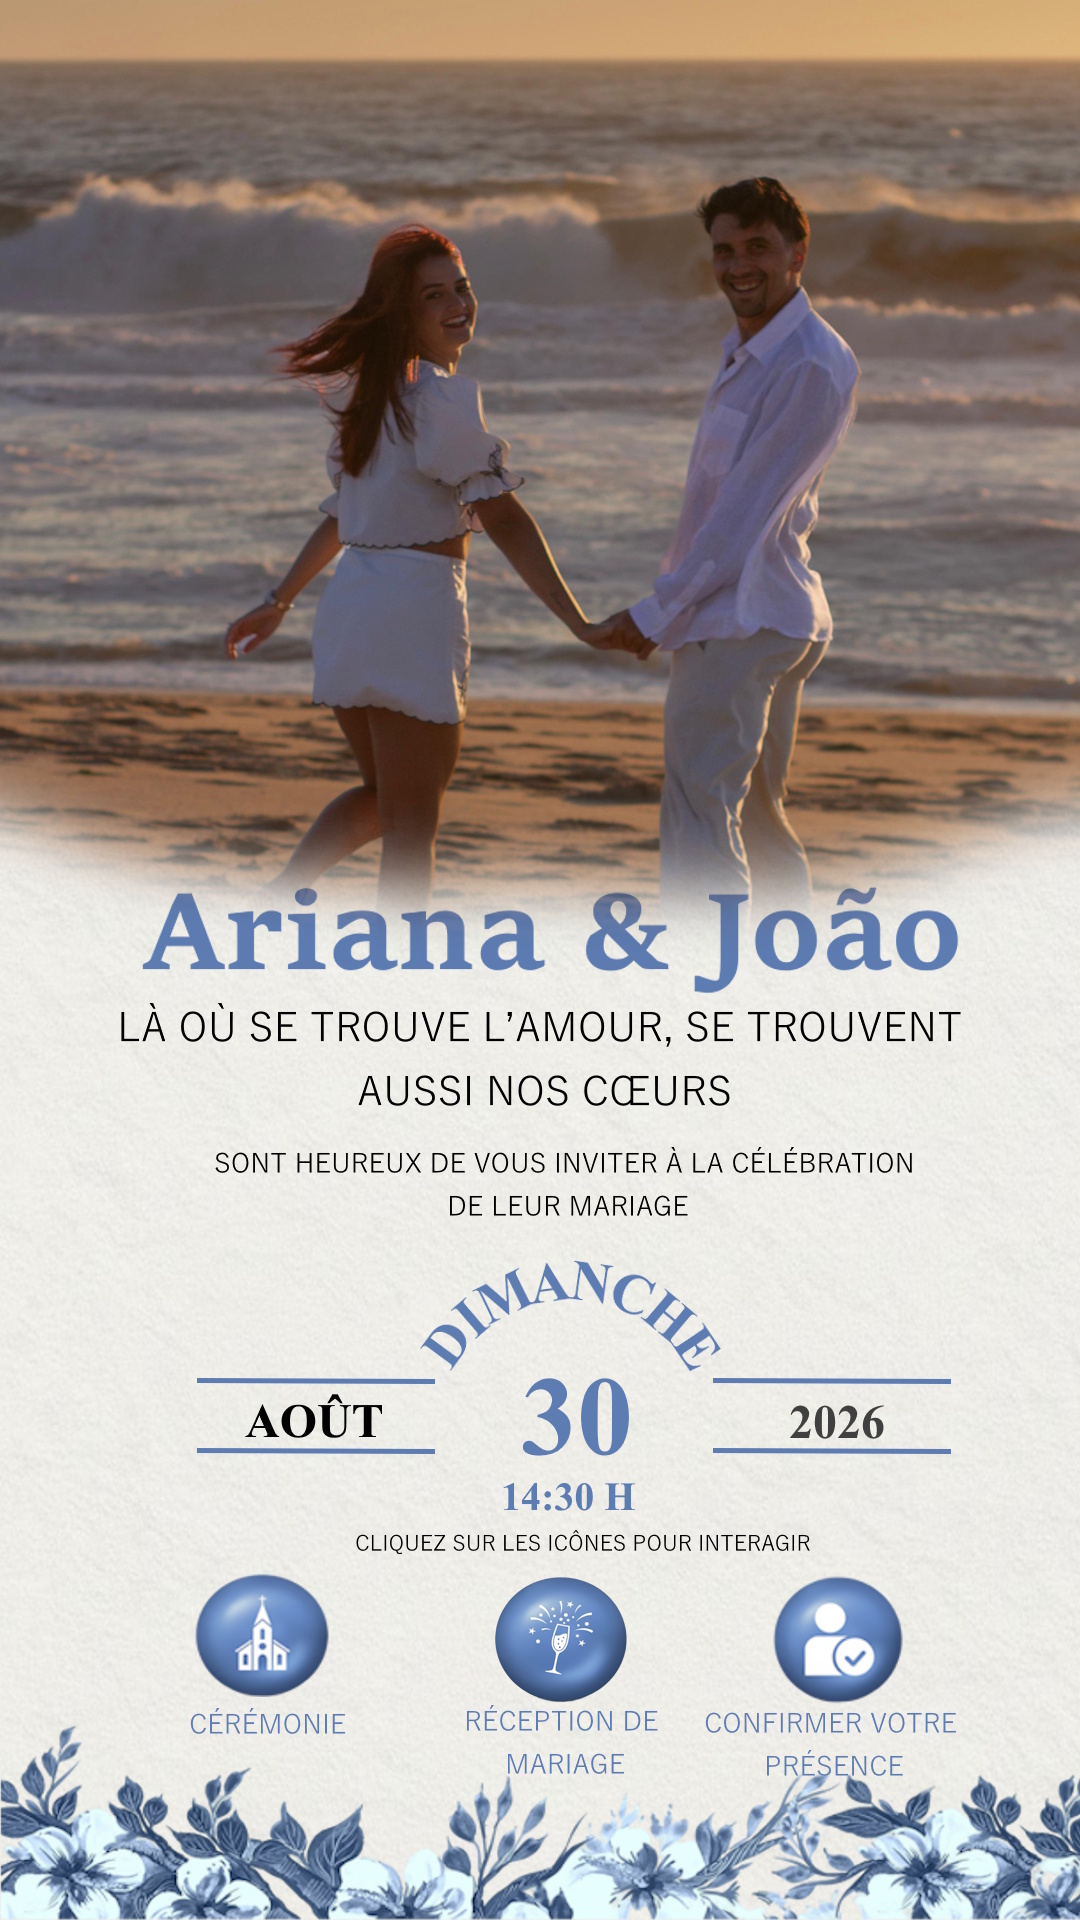 Ariana & João
LÀ OÙ SE TROUVE L’AMOUR, SE TROUVENT
AUSSI NOS CŒURS
SONT HEUREUX DE VOUS INVITER À LA CÉLÉBRATION
DE LEUR MARIAGE
DIMANCHE
AOÛT
30
2026
14:30 H
CLIQUEZ SUR LES ICÔNES POUR INTERAGIR
CÉRÉMONIE
RÉCEPTION DE
MARIAGE
CONFIRMER VOTRE
PRÉSENCE